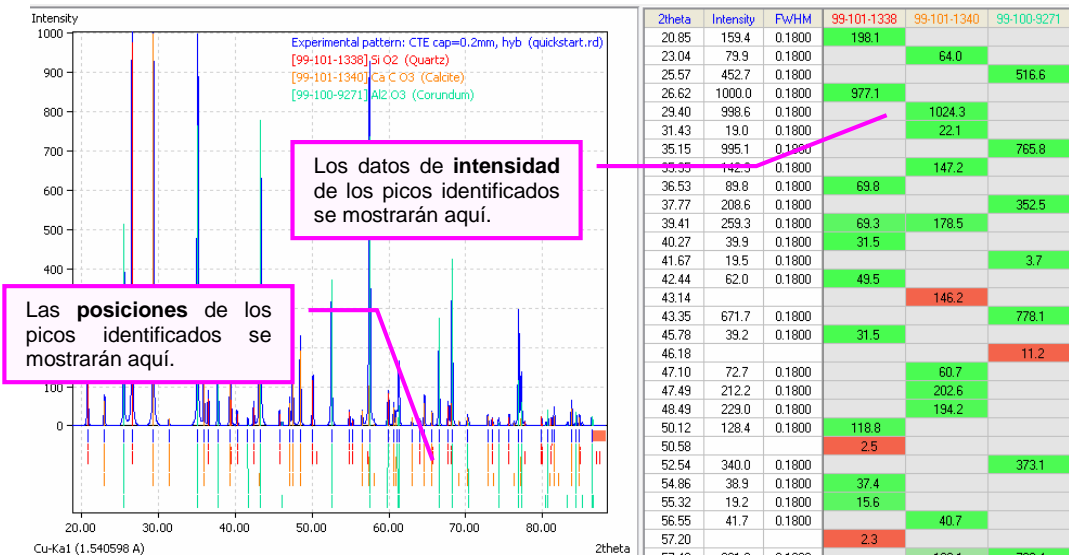 Intensity
1000
900
800
700
600
500
400
100
0
20.00 30.00 40.00 50.00 60.00 70.00 80.00
Cu-Ka1 (1.540598 A) 2theta
Experimental pattern: CTE cap=0.2mm, hyb (quickstart.rd)
[99-101-1338] Si O2 (Quartz)
[99-101-1340] Ca C O3 (Calcite)
[99-100-9271] Al2 O3 (Corundum)
Los datos de intensidad
de los picos identificados
se mostrarán aquí.
Las posiciones de los
picos identificados se
mostrarán aquí.
2theta Intensity FWHM 99-101-1338 99-101-1340 99-100-9271
20.85 159.4 0.1800 198.1
23.04 79.9 0.1800 64.0
25.57 452.7 0.1800 516.6
26.62 1000.0 0.1800 977.1
29.40 998.6 0.1800 1024.3
31.43 19.0 0.1800 22.1
35.15 995.1 0.1800 765.8
0.1800 147.2
36.53 89.8 0.1800 69.8
37.77 208.6 0.1800 352.5
39.41 259.3 0.1800 69.3 178.5
40.27 39.9 0.1800 31.5
41.67 19.5 0.1800 3.7
42.44 62.0 0.1800 49.5
43.14 146.2
43.35 671.7 0.1800 778.1
45.78 39.2 0.1800 31.5
46.18 11.2
47.10 72.7 0.1800 60.7
47.49 212.2 0.1800 202.6
48.49 229.0 0.1800 194.2
50.12 128.4 0.1800 118.8
50.58 2.5
52.54 340.0 0.1800 373.1
54.86 38.9 0.1800 37.4
55.32 19.2 0.1800 15.6
56.55 41.7 0.1800 40.7
57.20 2.3